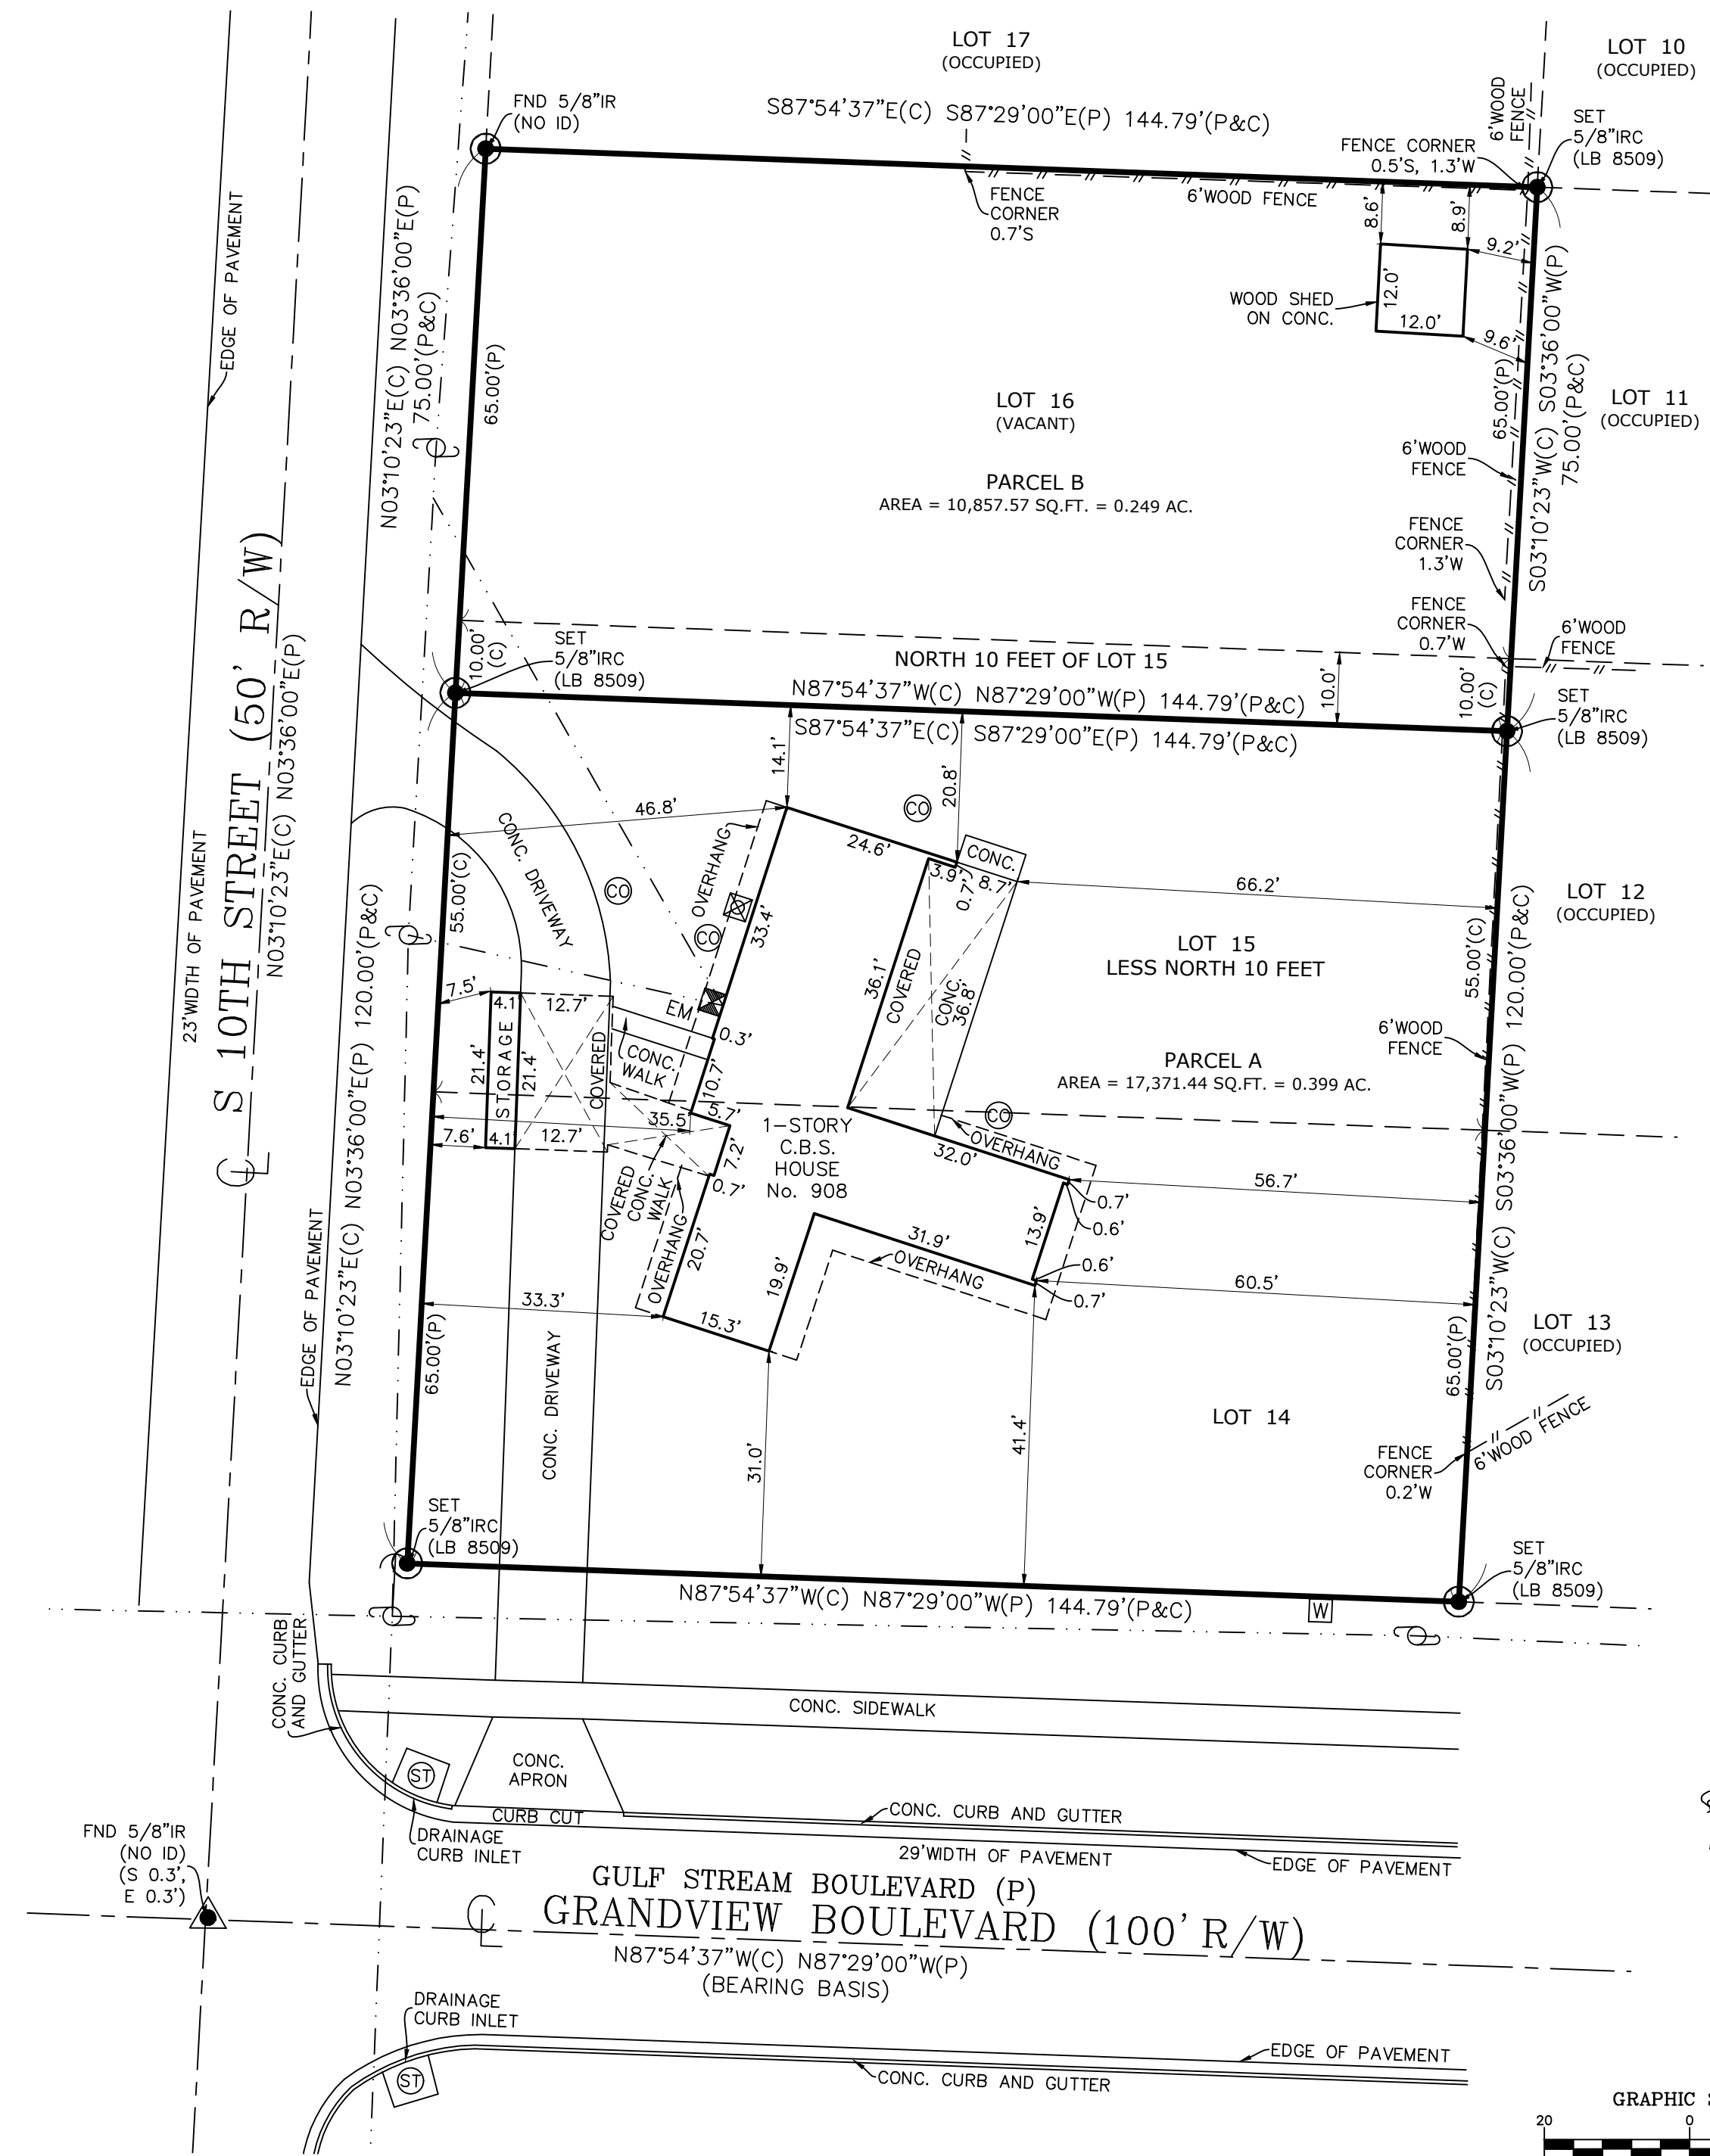 LOT 17
(OCCUPIED)
LOT 10
(OCCUPIED)
FND 5/8"IR
(NO ID)
S87°54'37"E(C) S87°29'00"E(P) 144.79'(P&C)
6'WOOD
FENCE
SET
5/8"IRC
(LB 8509)
FENCE CORNER
0.5'S, 1.3'W
FENCE
CORNER
0.7'S
6'WOOD FENCE
8.6'
8.9'
9.2'
12.0'
12.0'
9.6'
WOOD SHED
ON CONC.
EDGE OF PAVEMENT
N03°10'23"E(C) N03°36'00"E(P)
75.00'(P&C)
65.00'(P)
65.00'(P)
S03°10'23"W(C) S03°36'00"W(P)
75.00'(P&C)
LOT 16
(VACANT)
LOT 11
(OCCUPIED)
PARCEL B
AREA = 10,857.57 SQ.FT. = 0.249 AC.
6'WOOD
FENCE
FENCE
CORNER
1.3'W
FENCE
CORNER
0.7'W
6'WOOD
FENCE
S 10TH STREET (50' R/W)
N03°10'23"E(C) N03°36'00"E(P)
23'WIDTH OF PAVEMENT
10.00'
(C)
SET
5/8"IRC
(LB 8509)
NORTH 10 FEET OF LOT 15
N87°54'37"W(C) N87°29'00"W(P) 144.79'(P&C)
10.0'
10.00'
(C)
SET
5/8"IRC
(LB 8509)
S87°54'37"E(C) S87°29'00"E(P) 144.79'(P&C)
14.1'
20.8'
46.8'
CO
CONC. DRIVEWAY
OVERHANG
24.6'
CONC.
3.9'
0.7'
8.7'
66.2'
CO
CO
33.4'
55.00'(C)
LOT 15
LESS NORTH 10 FEET
LOT 12
(OCCUPIED)
55.00'(C)
36.1'
COVERED
CONC.
36.8'
7.5'
4.1'
12.7'
EM
0.3'
STORAGE
21.4'
21.4'
COVERED
CONC.
WALK
10.7'
6'WOOD
FENCE
PARCEL A
AREA = 17,371.44 SQ.FT. = 0.399 AC.
N03°10'23"E(C) N03°36'00"E(P) 120.00'(P&C)
S03°10'23"W(C) S03°36'00"W(P) 120.00'(P&C)
35.5'
5.7'
7.6'
4.1'
12.7'
7.2'
0.7'
1-STORY
C.B.S.
HOUSE
No. 908
CO
OVERHANG
32.0'
56.7'
0.7'
0.6'
COVERED
CONC.
WALK
OVERHANG
20.7'
13.9'
31.9'
OVERHANG
0.6'
0.7'
60.5'
19.9'
33.3'
15.3'
EDGE OF PAVEMENT
65.00'(P)
CONC. DRIVEWAY
65.00'(P)
LOT 13
(OCCUPIED)
LOT 14
31.0'
41.4'
FENCE
CORNER
0.2'W
6'WOOD FENCE
SET
5/8"IRC
(LB 8509)
SET
5/8"IRC
(LB 8509)
N87°54'37"W(C) N87°29'00"W(P) 144.79'(P&C)
W
CONC. CURB
AND GUTTER
CONC. SIDEWALK
ST
CONC.
APRON
CURB CUT
CONC. CURB AND GUTTER
DRAINAGE
CURB INLET
29'WIDTH OF PAVEMENT
EDGE OF PAVEMENT
FND 5/8"IR
(NO ID)
(S 0.3',
E 0.3')
GULF STREAM BOULEVARD (P)
GRANDVIEW BOULEVARD (100' R/W)
N87°54'37"W(C) N87°29'00"W(P)
(BEARING BASIS)
DRAINAGE
CURB INLET
ST
EDGE OF PAVEMENT
CONC. CURB AND GUTTER
GRAPHIC
20 0